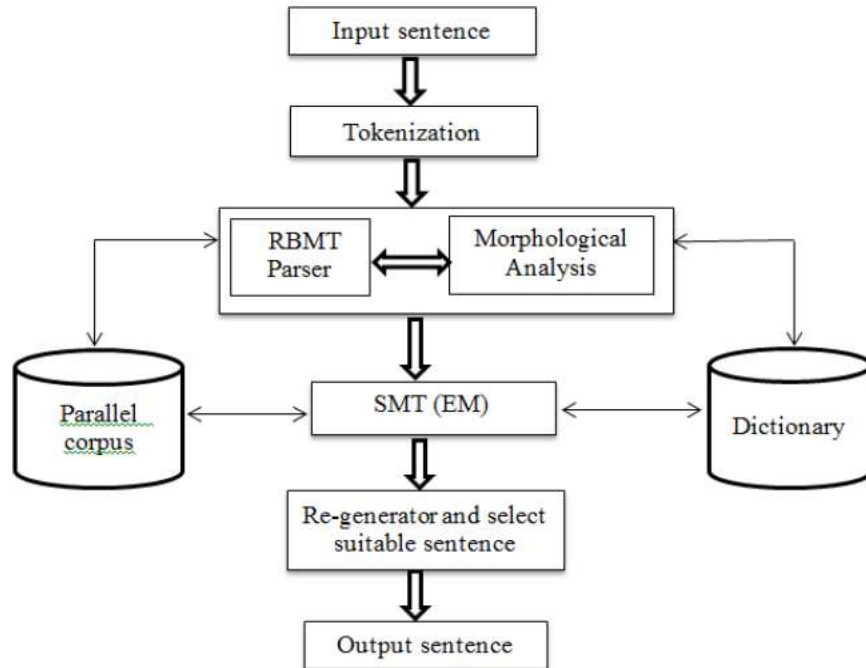 Input sentence
Tokenization
RBMT
Parser
Morphological
Analysis
Parallel
corpus
SMT (EM)
Dictionary
Re-generator and select
suitable sentence
Output sentence